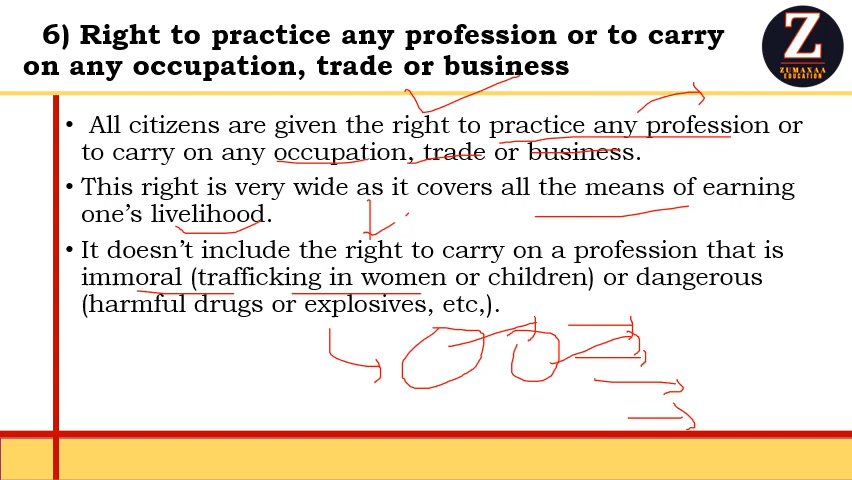 6) Right to practice any profession or to carry
on any occupation, trade or business
Z
ZUMAXAA
EDUCATION
• All citizens are given the right to practice any profession or
to carry on any occupation, trade or business.
• This right is very wide as it covers all the means of earning
one's livelihood.
• It doesn't include the right to carry on a profession that is
immoral (trafficking in women or children) or dangerous
(harmful drugs or explosives, etc,).